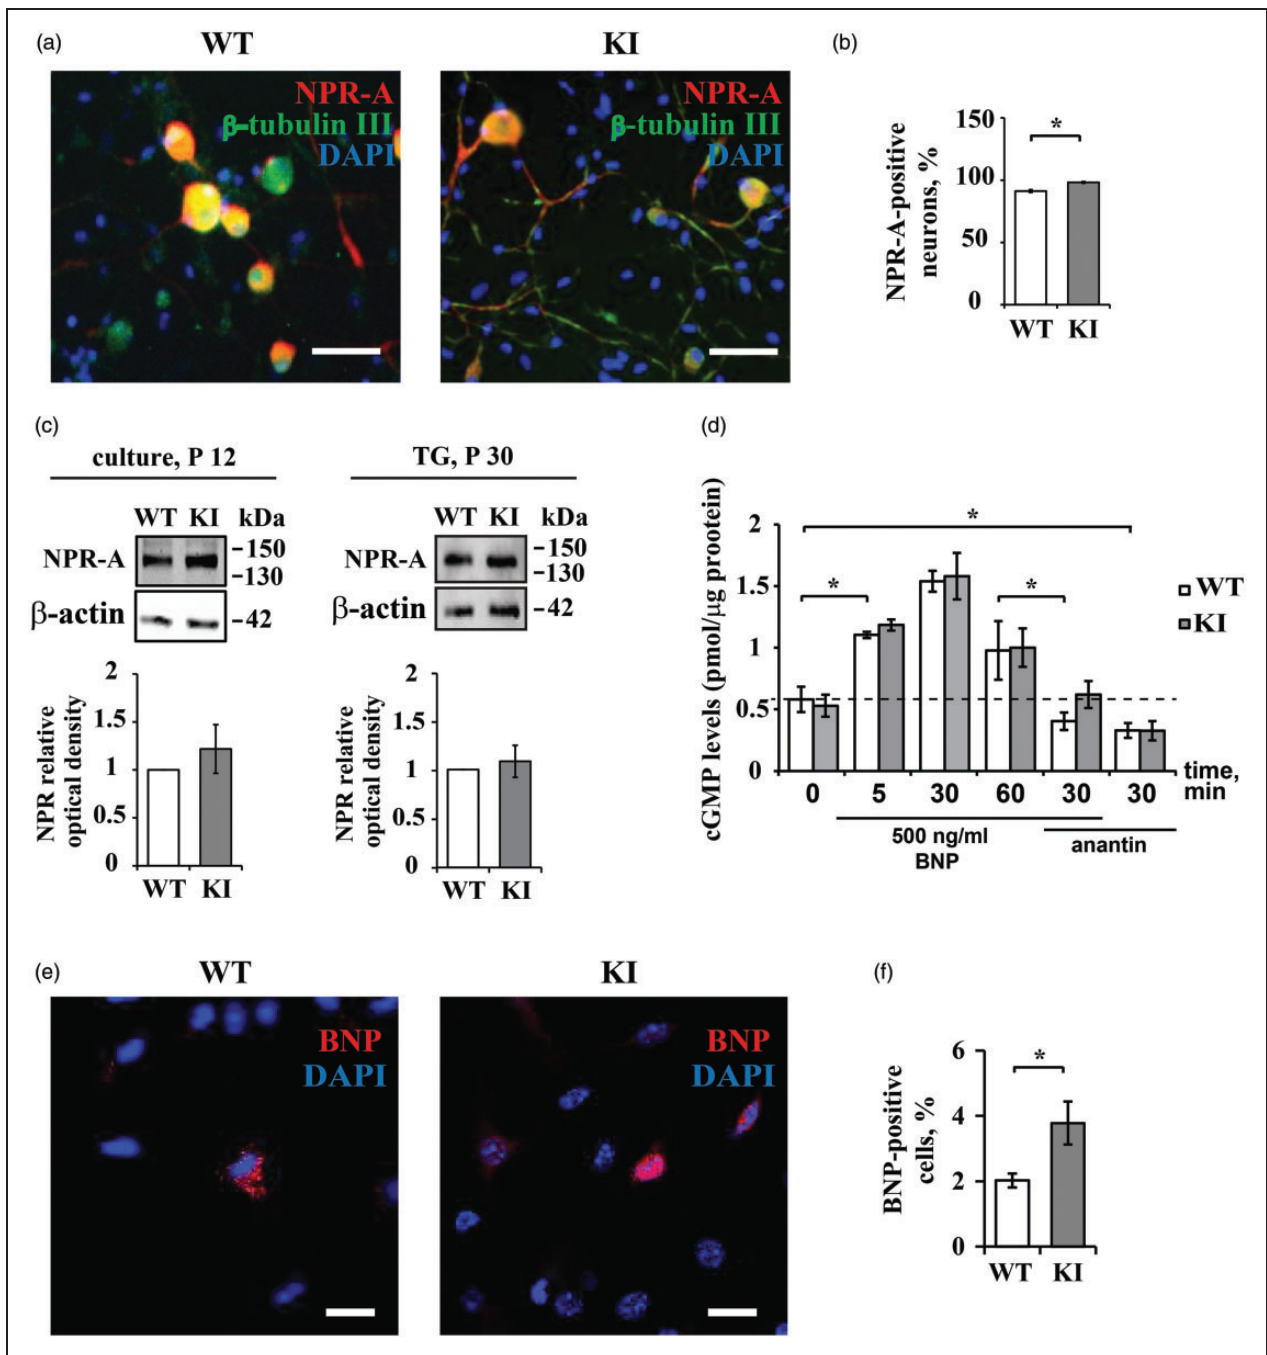 (a)
WT
NPR-A
β-tubulin III
DAPI
KI
NPR-A
β-tubulin III
DAPI
(b)
NPR-A-positive
neurons, %
150
100
50
0
*
WT KI
(c)
culture, P 12
WT KI kDa
NPR-A
-150
-130
β-actin
-42
NPR relative
optical density
2
1.5
1
0.5
0
WT KI
TG, P 30
WT KI kDa
NPR-A
-150
-130
β-actin
-42
NPR relative
optical density
2
1.5
1
0.5
0
WT KI
(d)
cGMP levels (pmol/μg prootein)
2
1.5
1
0.5
0
*
*
*
WT
KI
0 5 30 60 30 30
time,
min
500 ng/ml
BNP
anantin
(e)
WT
BNP
DAPI
KI
BNP
DAPI
(f)
BNP-positive
cells, %
6
4
2
0
*
WT KI